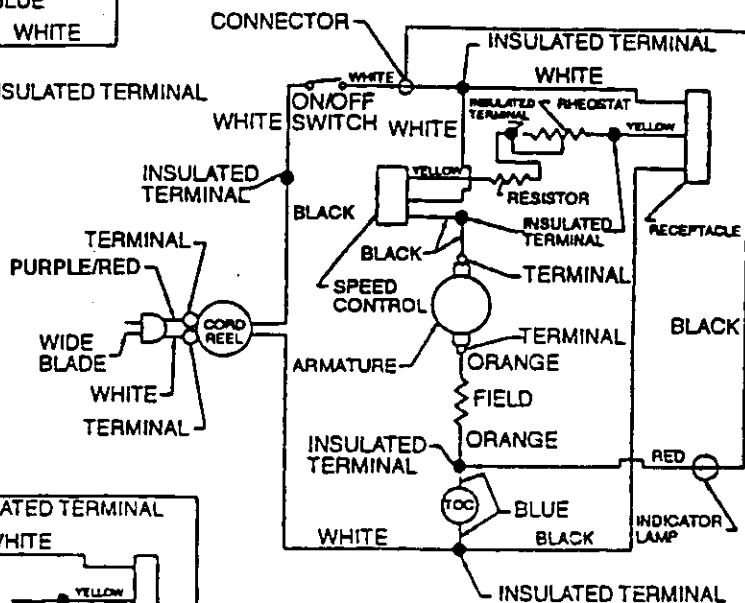 BLUE
WHITE
CONNECTOR
INSULATED TERMINAL
NSULATED TERMINAL
WHITE
WHITE
ON/OFF
SWITCH
WHITE
WHITE
INSULATED
TERMINAL
RHEOSTAT
YELLOW
INSULATED
TERMINAL
YELLOW
RESISTOR
BLACK
INSULATED
TERMINAL
RECEPTACLE
TERMINAL
BLACK
PURPLE/RED
SPEED
CONTROL
TERMINAL
CORD
REEL
WIDE
BLADE
ARMATURE
TERMINAL
BLACK
ORANGE
WHITE
FIELD
TERMINAL
INSULATED
TERMINAL
ORANGE
RED
TOC
BLUE
INDICATOR
LAMP
WHITE
BLACK
INSULATED TERMINAL
ATED TERMINAL
WHITE
YELLOW